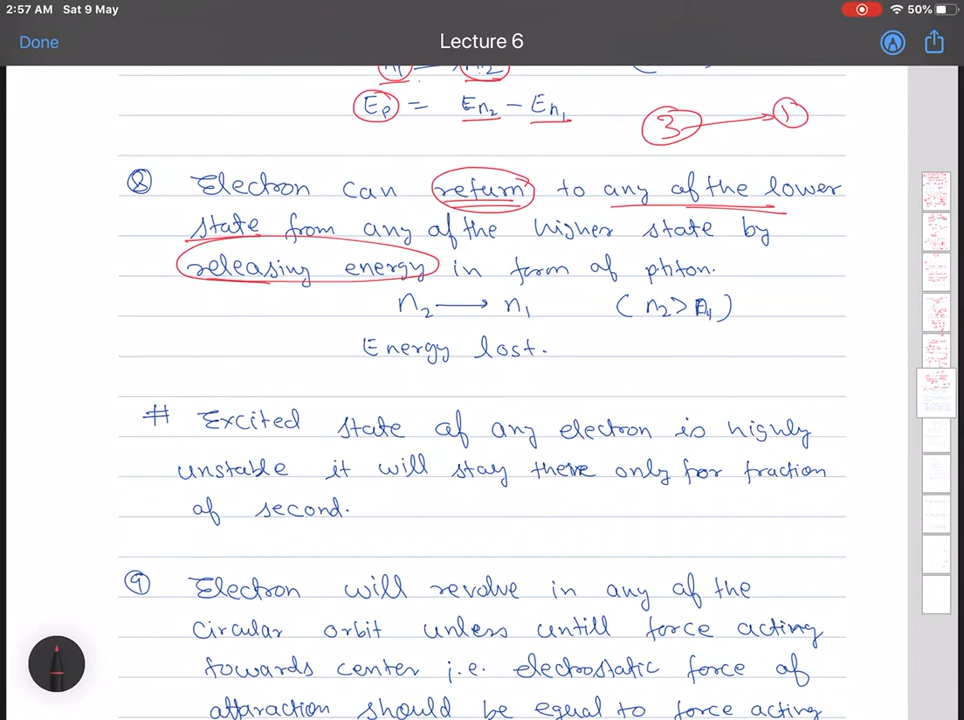 2:57 AM Sat 9 May
50%
Done
Lecture 6
n1 n2
Ep = En2 - En1
3 → 1
⑧ Electron can return to any of the lower
state from any of the higher state by
releasing energy in form of phton.
n2 → n1 ( n2 > n1 )
Energy lost.
# Excited state of any electron is highly
unstable it will stay there only for fraction
of second.
⑨ Electron will revolve in any of the
circular orbit unless untill force acting
towards center i.e. electrostatic force of
attaraction should be equal to force acting